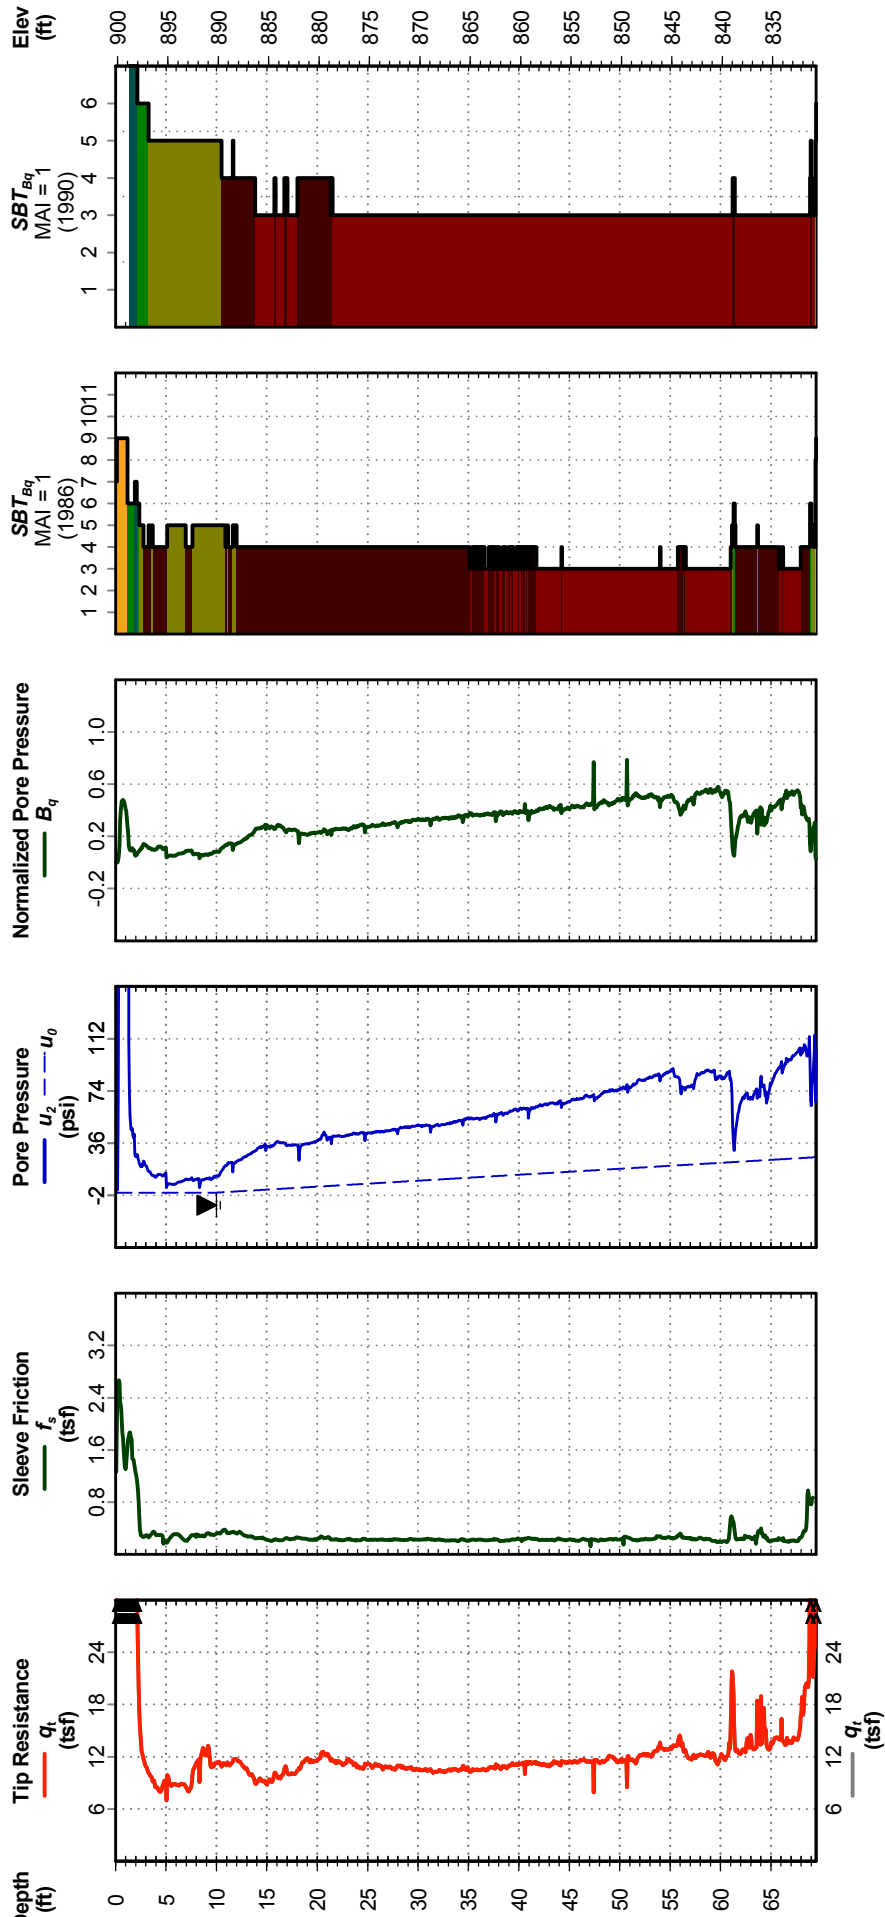 Depth
(ft)
0
5
10
15
20
25
30
35
40
45
50
55
60
65
Tip Resistance
qt
(tsf)
6 12 18 24
6 12 18 24
qt
(tsf)
Sleeve Friction
fs
(tsf)
0.8 1.6 2.4 3.2
Pore Pressure
u2 u0
(psi)
-2 36 74 112
Normalized Pore Pressure
Bq
-0.2 0.2 0.6 1.0
SBTBq
MAI = 1
(1986)
1 2 3 4 5 6 7 8 9 10 11
SBTBq
MAI = 1
(1990)
1 2 3 4 5 6
Elev
(ft)
900
895
890
885
880
875
870
865
860
855
850
845
840
835